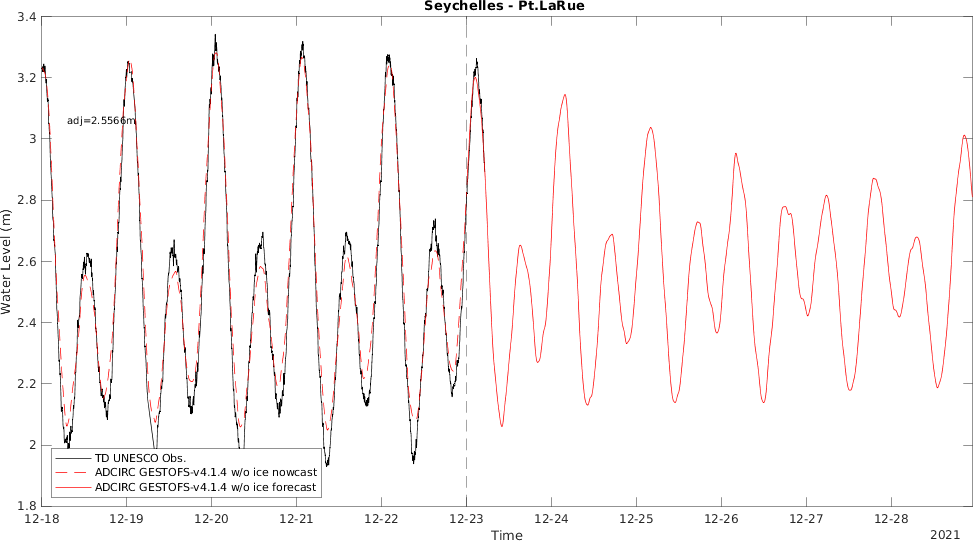 Seychelles - Pt.LaRue
3.4
3.2
3
2.8
2.6
2.4
2.2
2
1.8
Water Level (m)
adj=2.5566m
TD UNESCO Obs.
ADCIRC GESTOFS-v4.1.4 w/o ice nowcast
ADCIRC GESTOFS-v4.1.4 w/o ice forecast
12-18 12-19 12-20 12-21 12-22 12-23 12-24 12-25 12-26 12-27 12-28
Time
2021